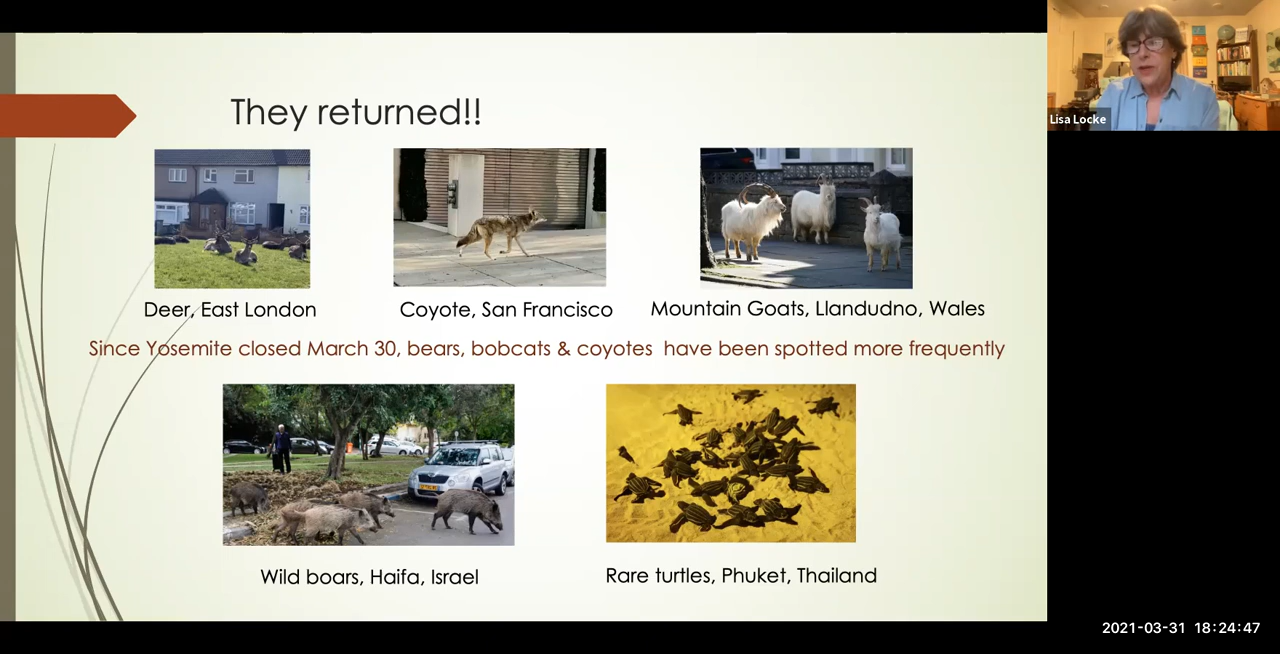 They returned!!
Lisa Locke
Deer, East London
Coyote, San Francisco
Mountain Goats, Llandudno, Wales
Since Yosemite closed March 30, bears, bobcats & coyotes have been spotted more frequently
Wild boars, Haifa, Israel
Rare turtles, Phuket, Thailand
2021-03-31 18:24:47